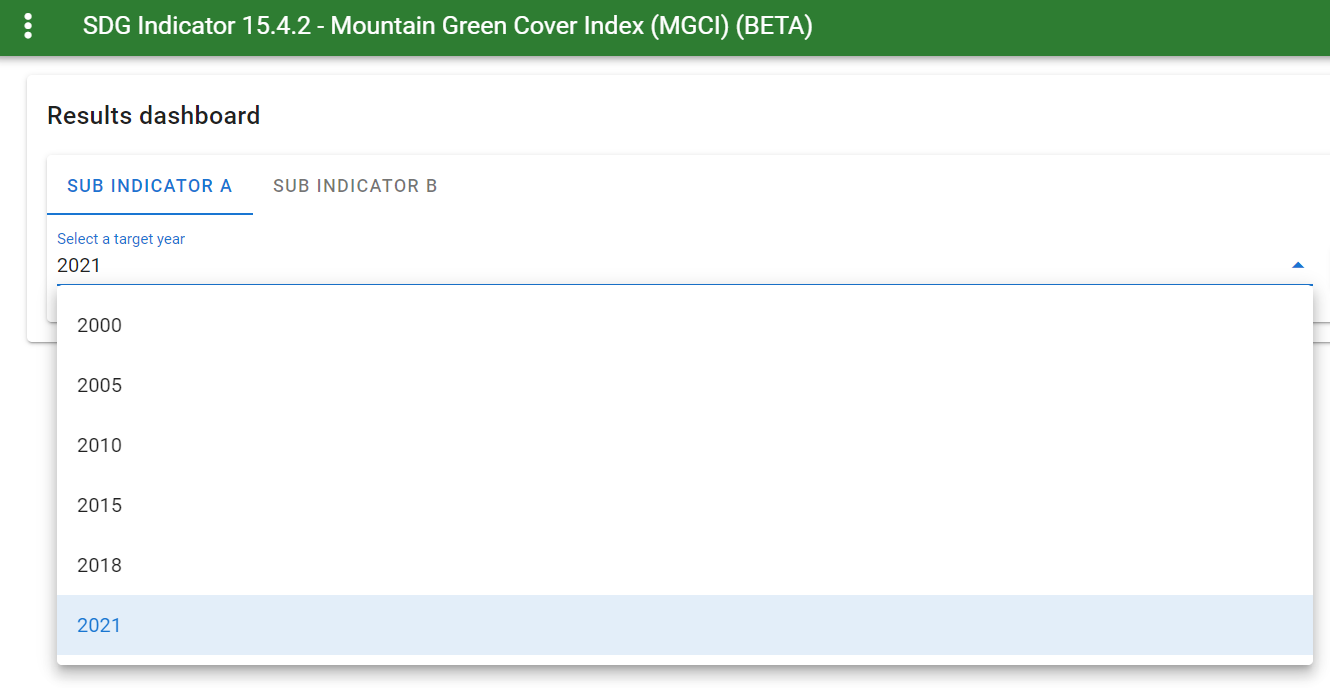 SDG Indicator 15.4.2 - Mountain Green Cover Index (MGCI) (BETA)
Results dashboard
SUB INDICATOR A SUB INDICATOR B
Select a target year
2021
2000
2005
2010
2015
2018
2021